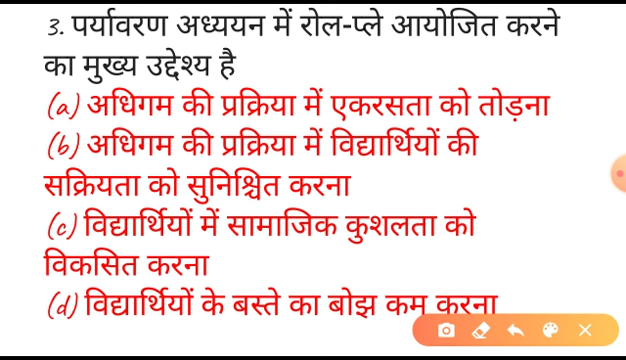 3. पर्यावरण अध्ययन में रोल-प्ले आयोजित करने
का मुख्य उद्देश्य है
(a) अधिगम की प्रक्रिया में एकरसता को तोड़ना
(b) अधिगम की प्रक्रिया में विद्यार्थियों की
सक्रियता को सुनिश्चित करना
(c) विद्यार्थियों में सामाजिक कुशलता को
विकसित करना
(d) विद्यार्थियों के बस्ते का बोझ कम करना